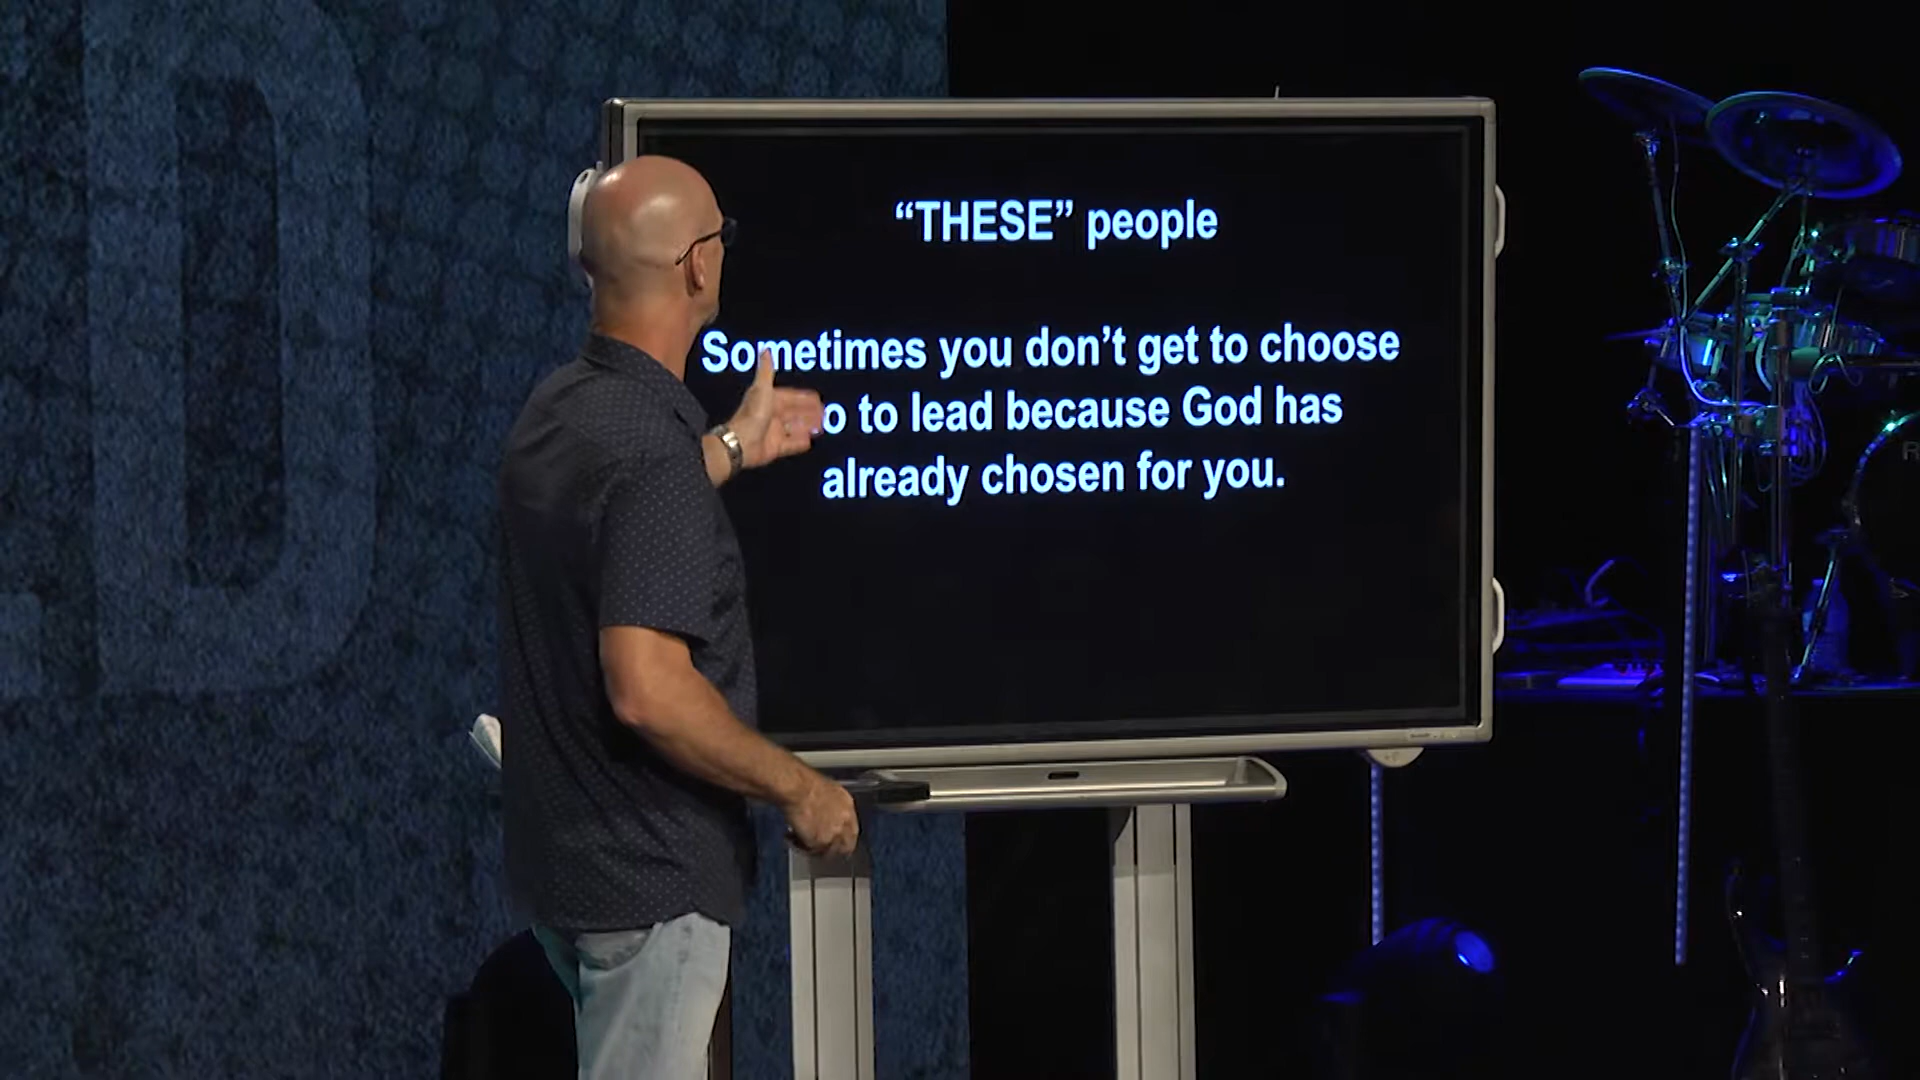 “THESE” people
Sometimes you don’t get to choose
to lead because God has
already chosen for you.